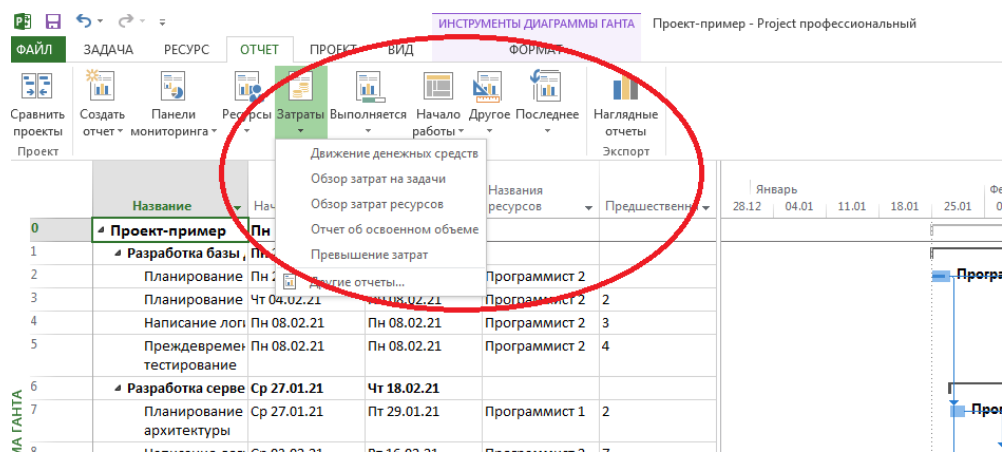 ИНСТРУМЕНТЫ ДИАГРАММЫ ГАНТА Проект-пример - Project профессиональный
ФАЙЛ ЗАДАЧА РЕСУРС ОТЧЕТ ПРОЕКТ ВИД ФОРМАТ
Сравнить Создать Панели Ресурсы Затраты Выполняется Начало Другое Последнее Наглядные
проекты отчет мониторинга работы отчеты
Проект Экспорт
Движение денежных средств
Обзор затрат на задачи
Обзор затрат ресурсов
Отчет об освоенном объеме
Превышение затрат
Другие отчеты...
Названия Январь
Название Нач ресурсов Предшественни 28.12 04.01 11.01 18.01 25.01
0 Проект-пример Пн
1 Разработка базы Пн
2 Планирование Пн 2 Программист 2 Програ
3 Планирование Чт 04.02.21 Пн 08.02.21 Программист 2 2
4 Написание логи Пн 08.02.21 Пн 08.02.21 Программист 2 3
5 Преждевремен Пн 08.02.21 Пн 08.02.21 Программист 2 4
тестирование
6 Разработка серве Ср 27.01.21 Чт 18.02.21
7 Планирование Ср 27.01.21 Пт 29.01.21 Программист 1 2 Прог
архитектуры
МА ГАНТА